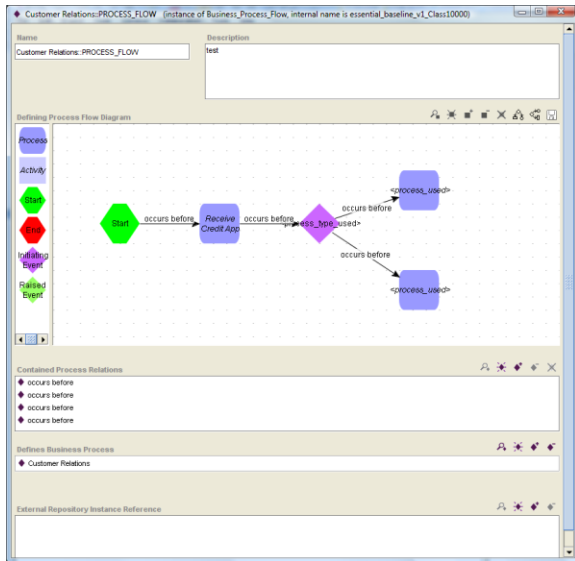 Customer Relations::PROCESS_FLOW (instance of Business_Process_Flow, internal name is essential_baseline_v1_Class10000)
Name
Description
Customer Relations::PROCESS_FLOW
test
Defining Process Flow Diagram
Process
Activity
Start
End
Initiating
Event
Raised
Event
Start
occurs before
Receive
Credit App
occurs before
ess_type_used>
occurs before
<process_used>
occurs before
<process_used>
Contained Process Relations
occurs before
occurs before
occurs before
occurs before
Defines Business Process
Customer Relations
External Repository Instance Reference